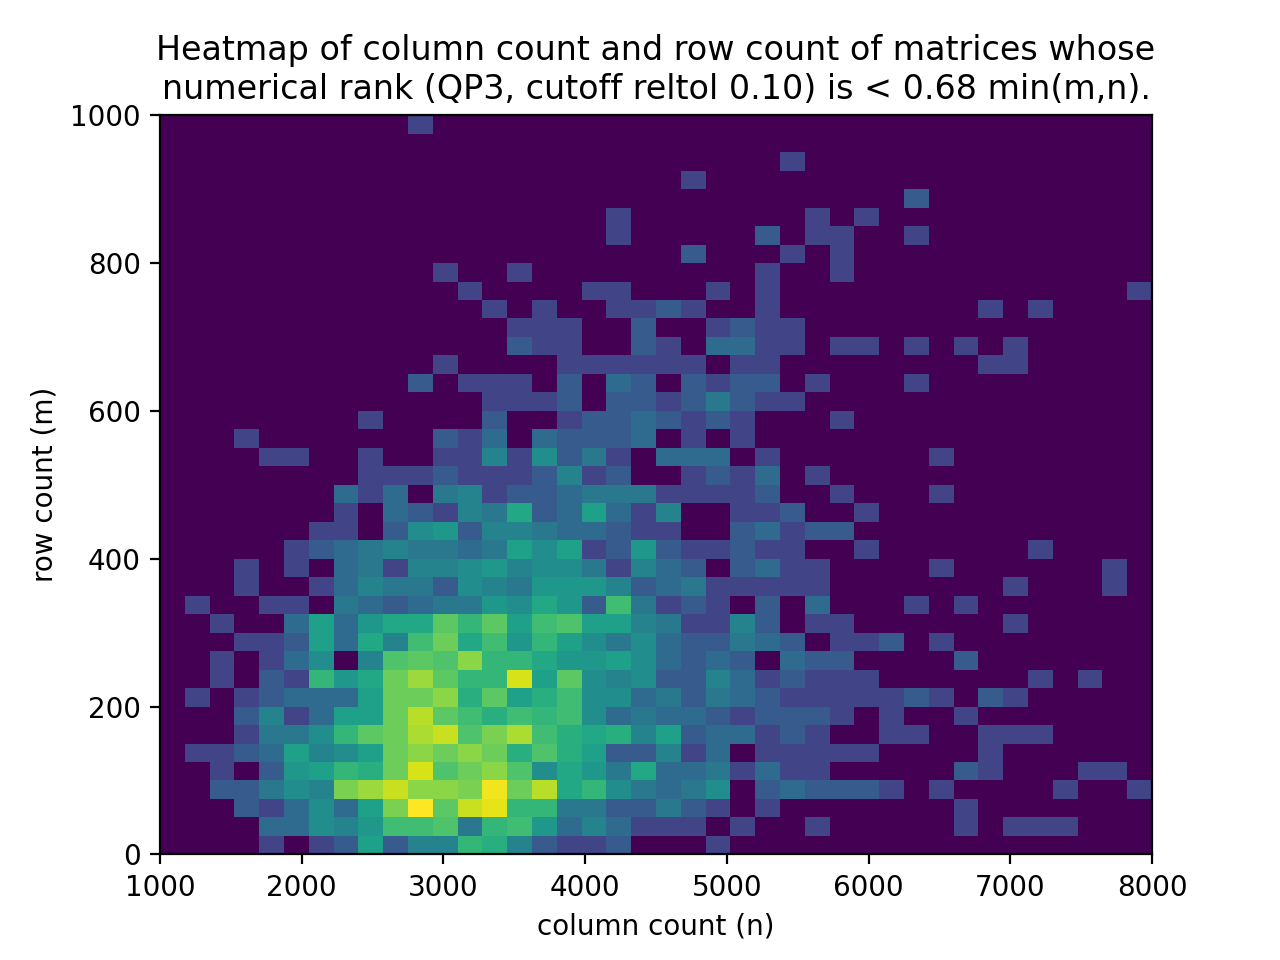 Heatmap of column count and row count of matrices whose
numerical rank (QP3, cutoff reltol 0.10) is < 0.68 min(m,n).
1000
800
600
400
200
0
row count (m)
1000 2000 3000 4000 5000 6000 7000 8000
column count (n)